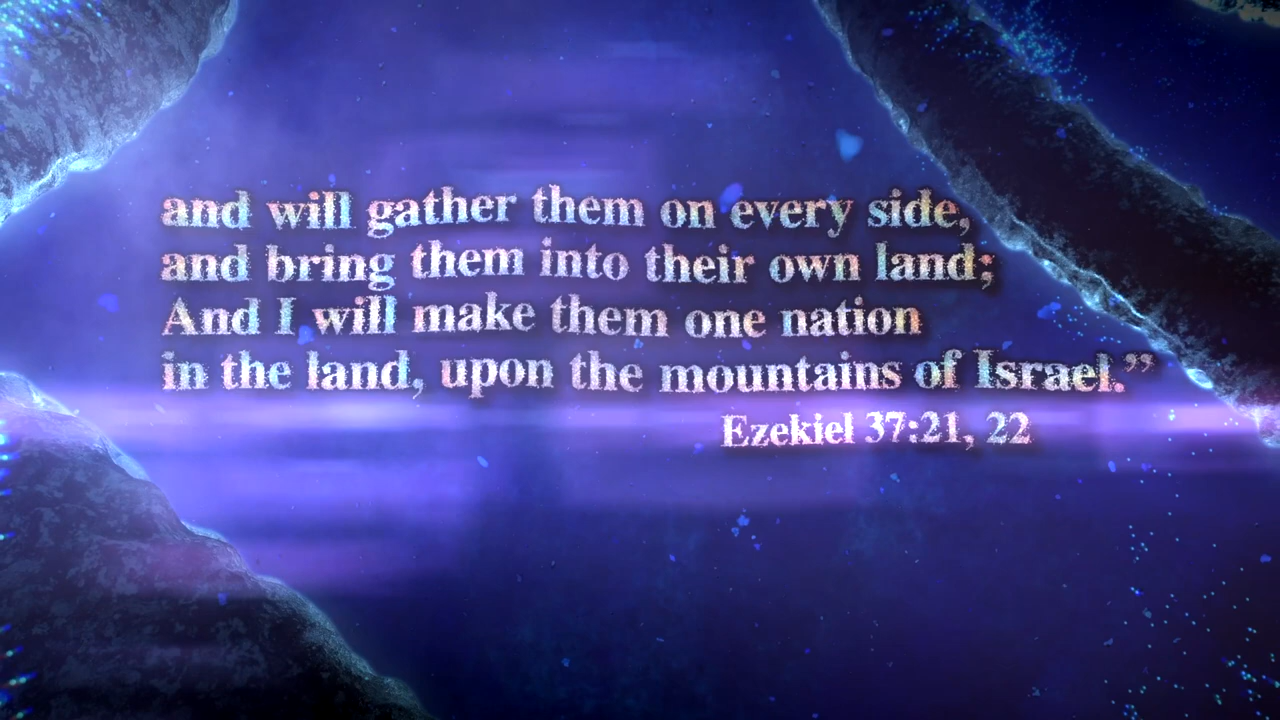 and will gather them on every side,
and bring them into their own land;
And I will make them one nation
in the land, upon the mountains of Israel.”
Ezekiel 37:21, 22